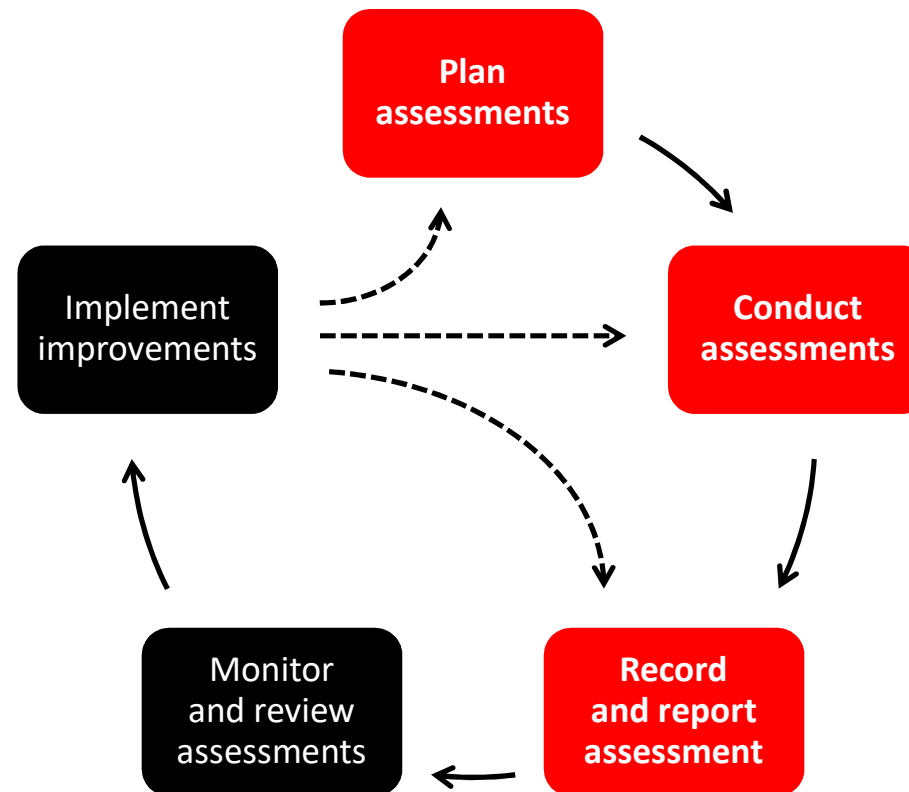 Plan
assessments
Implement
improvements
Conduct
assessments
Monitor
and review
assessments
Record
and report
assessment